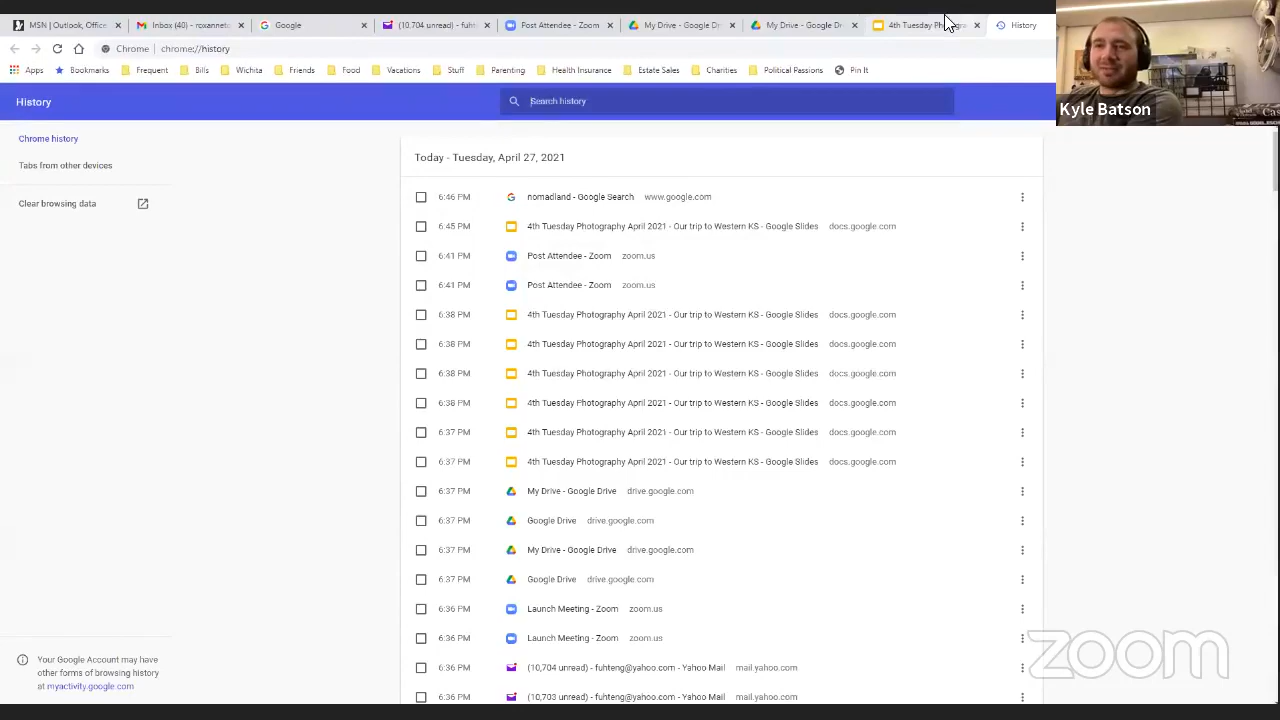 MSN | Outlook, Office
Inbox (40) - roxannetc
Google
(10,704 unread) - fuht
Post Attendee - Zoom
My Drive - Google Dr
My Drive - Google Dr
4th Tuesday Photogra
History
Chrome | chrome://history
Apps
Bookmarks
Frequent
Bills
Wichita
Friends
Food
Vacations
Stuff
Parenting
Health Insurance
Estate Sales
Charities
Political Passions
Pin It
Kyle Batson
History
Search history
Chrome history
Tabs from other devices
Clear browsing data
Today - Tuesday, April 27, 2021
6:46 PM nomadland - Google Search www.google.com
6:45 PM 4th Tuesday Photography April 2021 - Our trip to Western KS - Google Slides docs.google.com
6:41 PM Post Attendee - Zoom zoom.us
6:41 PM Post Attendee - Zoom zoom.us
6:38 PM 4th Tuesday Photography April 2021 - Our trip to Western KS - Google Slides docs.google.com
6:38 PM 4th Tuesday Photography April 2021 - Our trip to Western KS - Google Slides docs.google.com
6:38 PM 4th Tuesday Photography April 2021 - Our trip to Western KS - Google Slides docs.google.com
6:38 PM 4th Tuesday Photography April 2021 - Our trip to Western KS - Google Slides docs.google.com
6:37 PM 4th Tuesday Photography April 2021 - Our trip to Western KS - Google Slides docs.google.com
6:37 PM 4th Tuesday Photography April 2021 - Our trip to Western KS - Google Slides docs.google.com
6:37 PM My Drive - Google Drive drive.google.com
6:37 PM Google Drive drive.google.com
6:37 PM My Drive - Google Drive drive.google.com
6:37 PM Google Drive drive.google.com
6:36 PM Launch Meeting - Zoom zoom.us
6:36 PM Launch Meeting - Zoom zoom.us
6:36 PM (10,704 unread) - fuhteng@yahoo.com - Yahoo Mail mail.yahoo.com
6:36 PM (10,703 unread) - fuhteng@yahoo.com - Yahoo Mail mail.yahoo.com
Your Google Account may have
other forms of browsing history
at myactivity.google.com
zoom